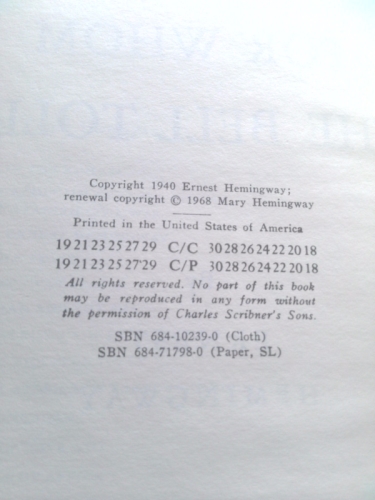 Copyright 1940 Ernest Hemingway;
renewal copyright © 1968 Mary Hemingway
Printed in the United States of America
19 21 23 25 27 29 C/C 30 28 26 24 22 20 18
19 21 23 25 27 29 C/P 30 28 26 24 22 20 18
All rights reserved. No part of this book
may be reproduced in any form without
the permission of Charles Scribner's Sons.
SBN 684-10239-0 (Cloth)
SBN 684-71798-0 (Paper, SL)